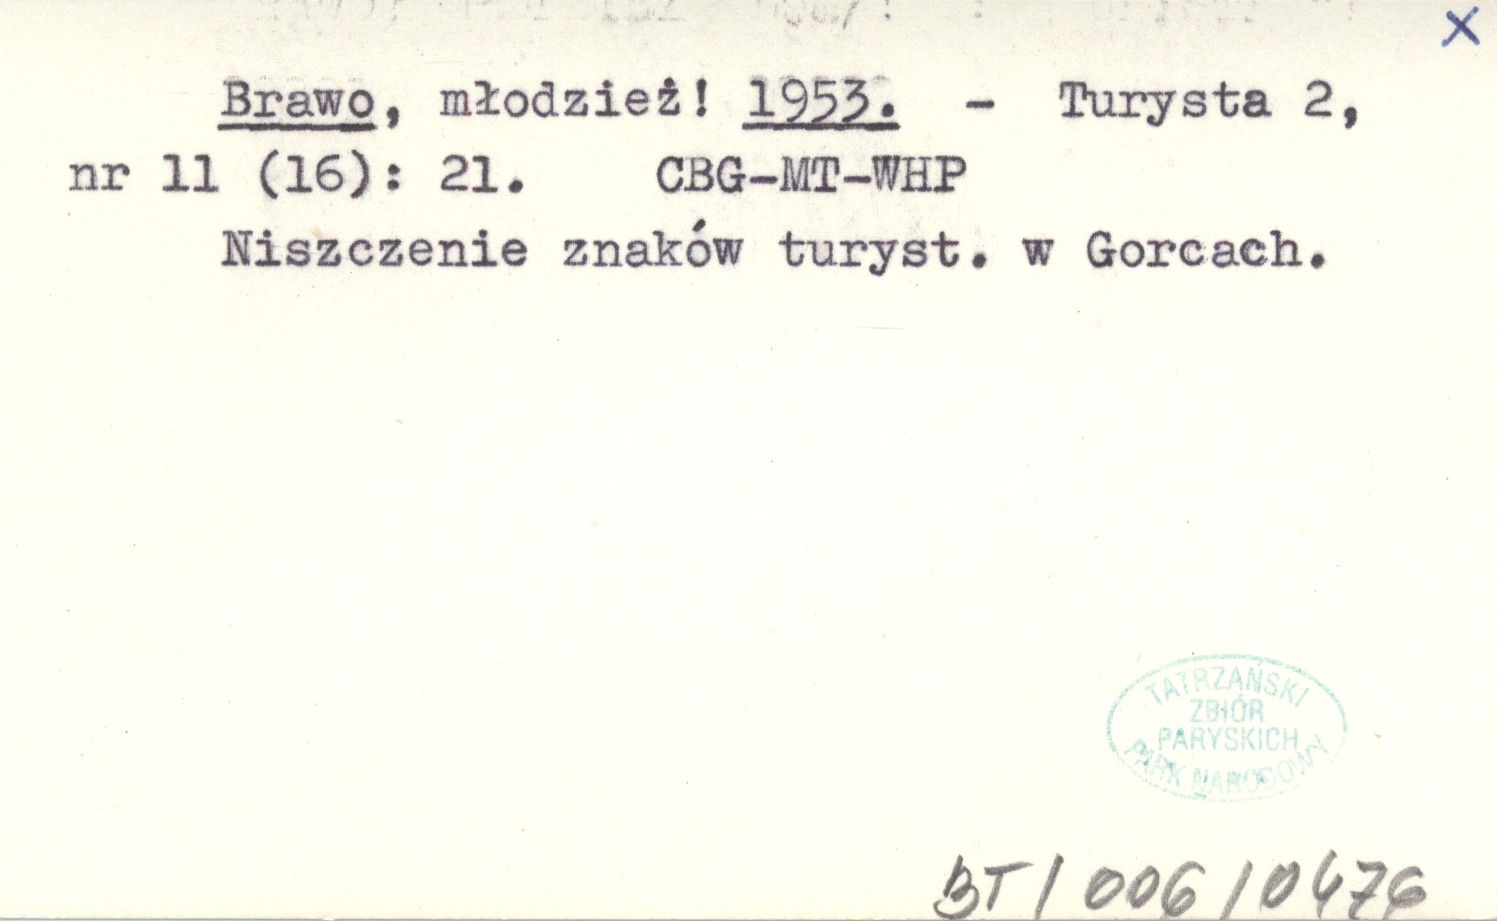 x
Brawo, młodzież! 1953. - Turysta 2,
nr 11 (16): 21. CBG-MT-WHP
Niszczenie znaków turyst. w Gorcach.
TATRZAŃSKI
ZBIÓR
PARYSKICH
PARK NARODOWY
BT/006/0476